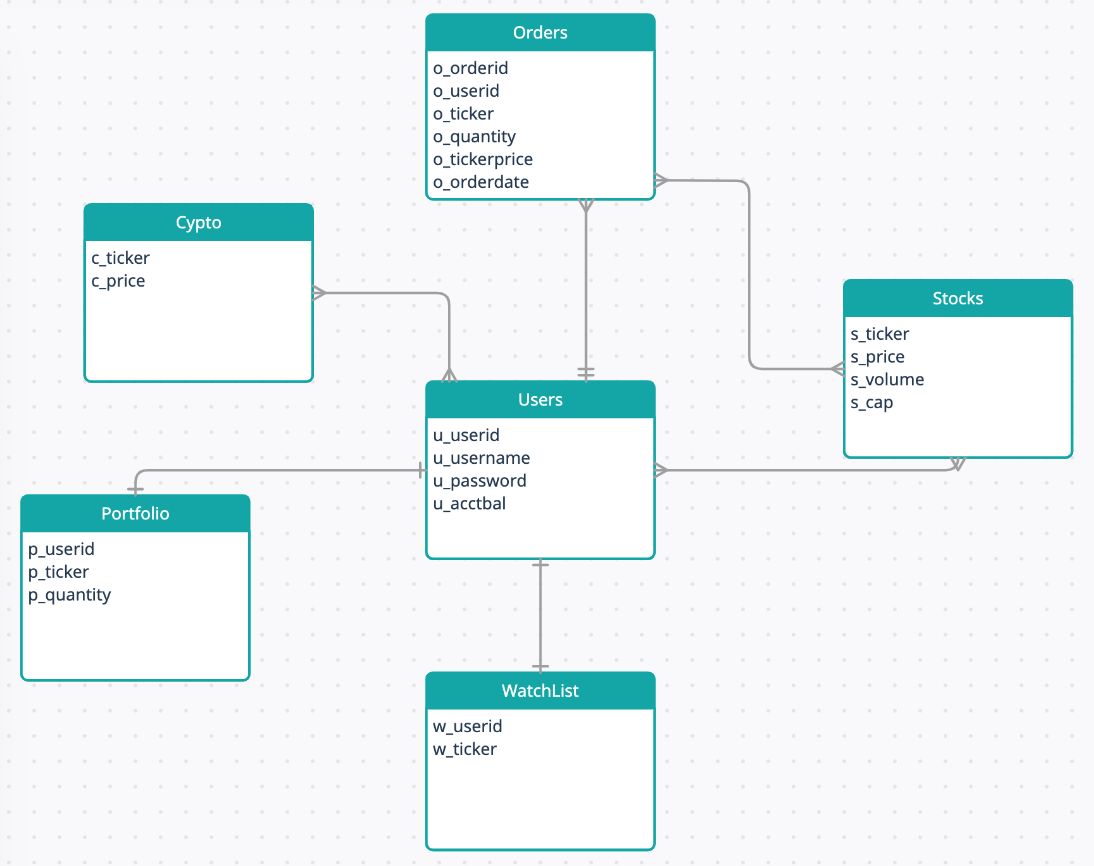 Orders
o_orderid
o_userid
o_ticker
o_quantity
o_tickerprice
o_orderdate
Cypto
c_ticker
c_price
Stocks
s_ticker
s_price
s_volume
s_cap
Users
u_userid
u_username
u_password
u_acctbal
Portfolio
p_userid
p_ticker
p_quantity
WatchList
w_userid
w_ticker